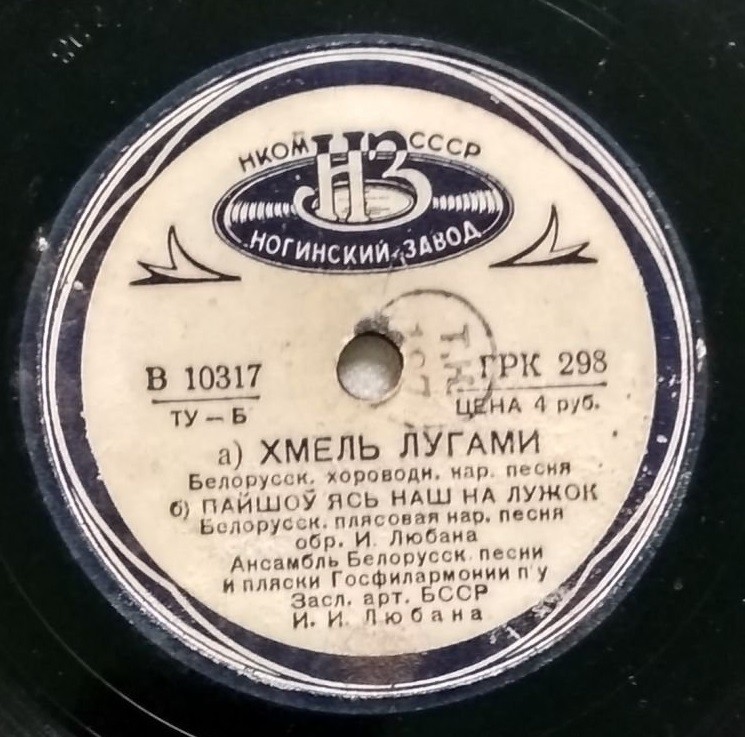 НКОМ НЗ СССР
НОГИНСКИЙ ЗАВОД
В 10317
ТУ – Б
ГРК 298
ЦЕНА 4 руб.
а) ХМЕЛЬ ЛУГАМИ
Белорусск. хороводн. нар. песня
б) ПАЙШОЎ ЯСЬ НАШ НА ЛУЖОК
Белорусск. плясовая нар. песня
обр. И. Любана
Ансамбль Белорусск. песни
и пляски Госфилармонии п/у
Засл. арт. БССР
И. И. Любана